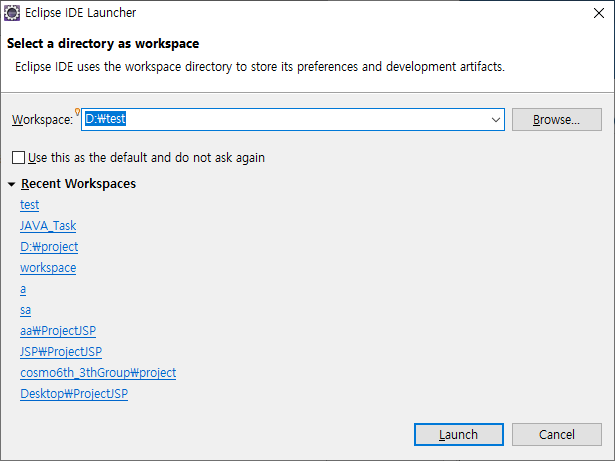 Eclipse IDE Launcher
Select a directory as workspace
Eclipse IDE uses the workspace directory to store its preferences and development artifacts.
Workspace: D:₩test Browse...
Use this as the default and do not ask again
Recent Workspaces
test
JAVA_Task
D:₩project
workspace
a
sa
aa₩ProjectJSP
JSP₩ProjectJSP
cosmo6th_3thGroup₩project
Desktop₩ProjectJSP
Launch Cancel